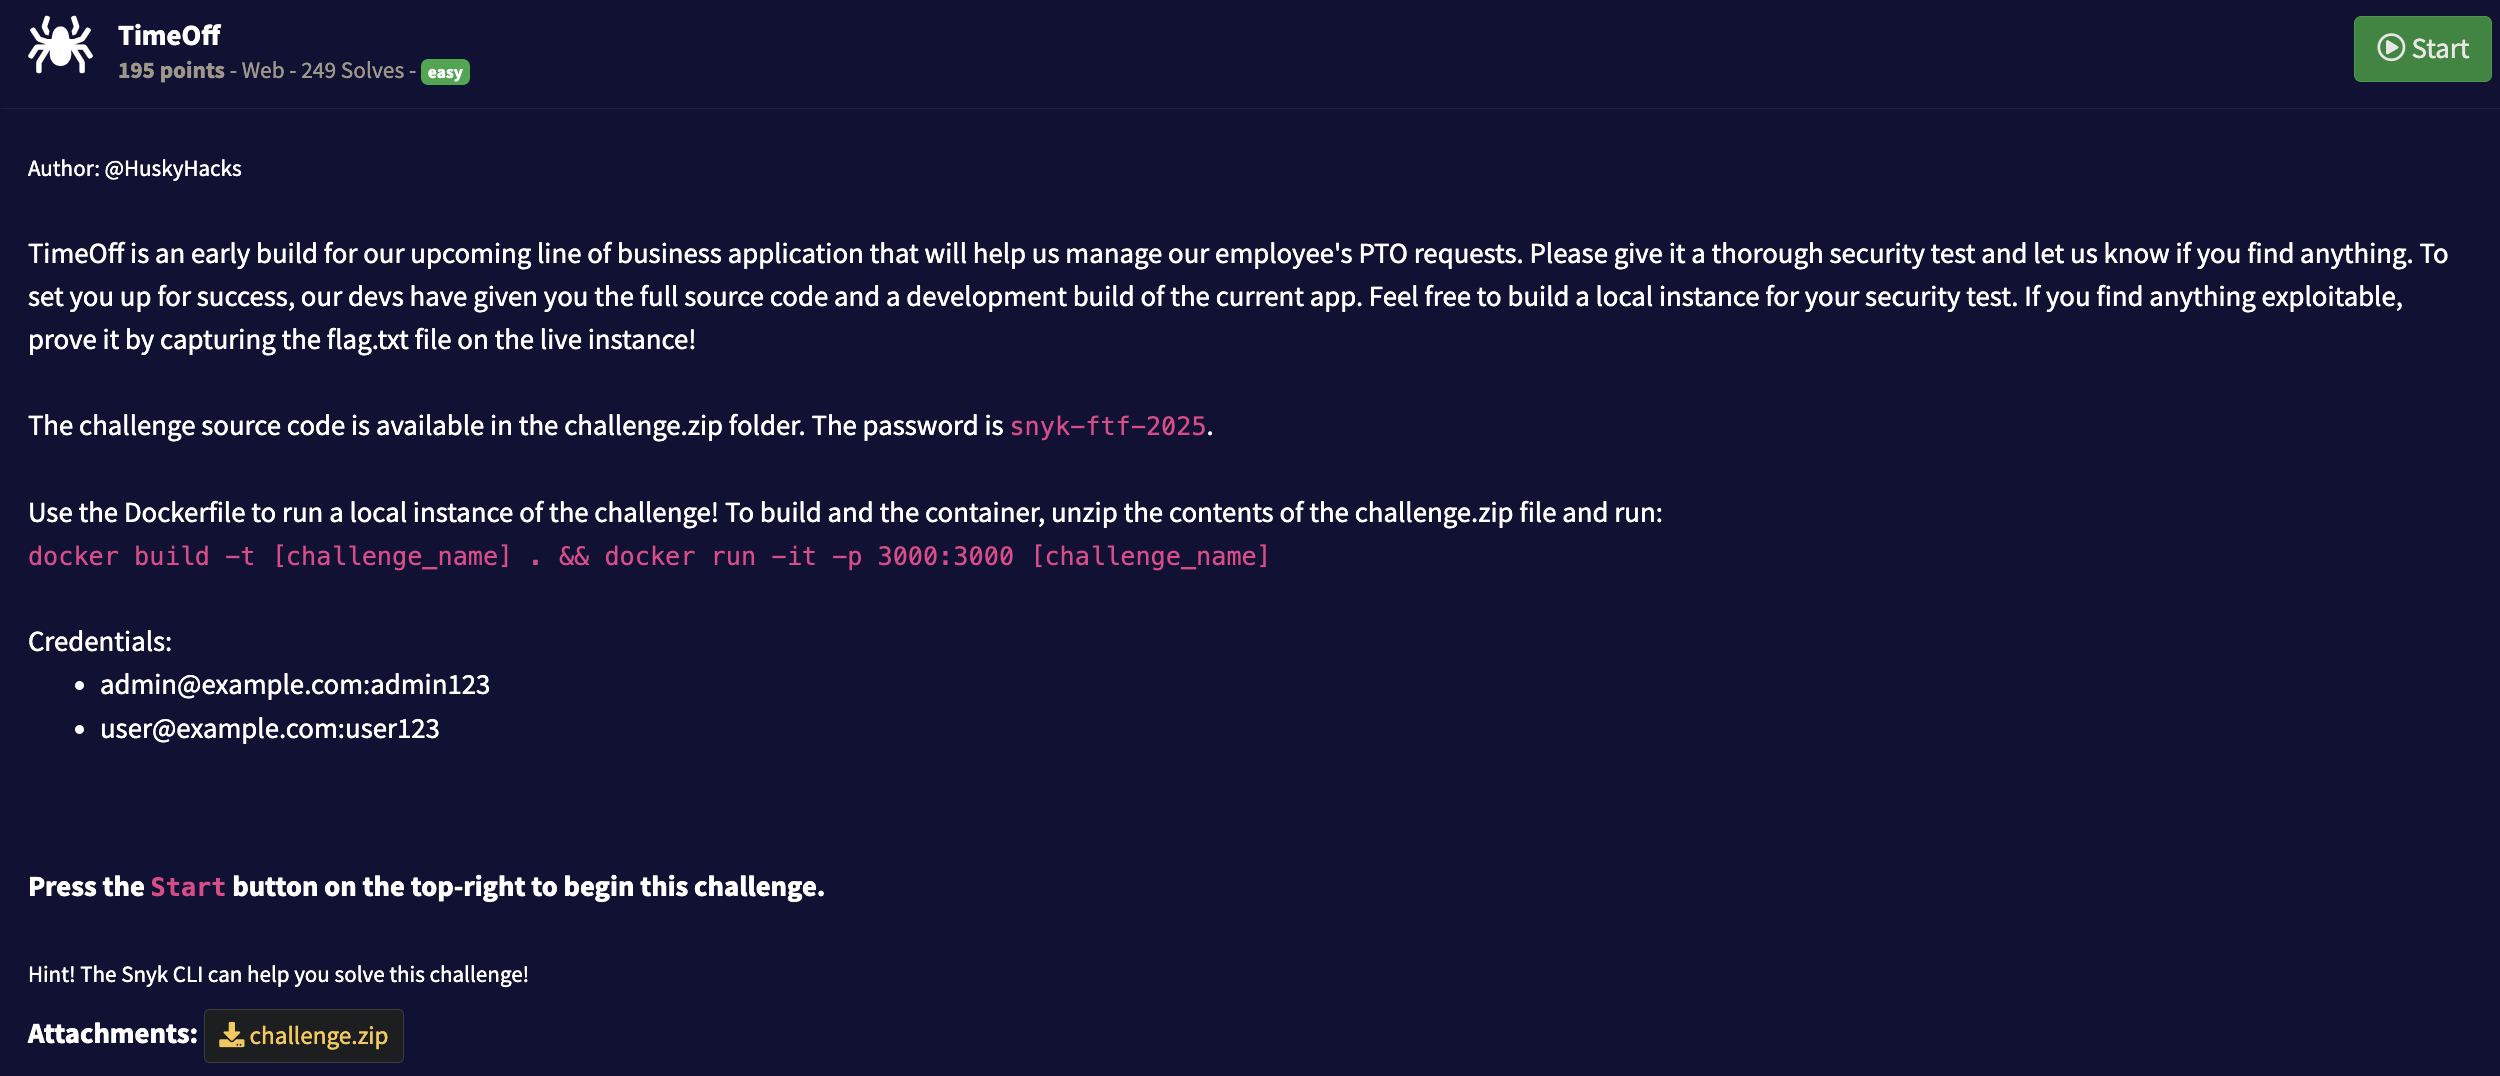 TimeOff
195 points - Web - 249 Solves - easy
Start
Author: @HuskyHacks
TimeOff is an early build for our upcoming line of business application that will help us manage our employee's PTO requests. Please give it a thorough security test and let us know if you find anything. To
set you up for success, our devs have given you the full source code and a development build of the current app. Feel free to build a local instance for your security test. If you find anything exploitable,
prove it by capturing the flag.txt file on the live instance!
The challenge source code is available in the challenge.zip folder. The password is snyk-ftf-2025.
Use the Dockerfile to run a local instance of the challenge! To build and the container, unzip the contents of the challenge.zip file and run:
docker build -t [challenge_name] . && docker run -it -p 3000:3000 [challenge_name]
Credentials:
• admin@example.com:admin123
• user@example.com:user123
Press the Start button on the top-right to begin this challenge.
Hint! The Snyk CLI can help you solve this challenge!
Attachments: challenge.zip